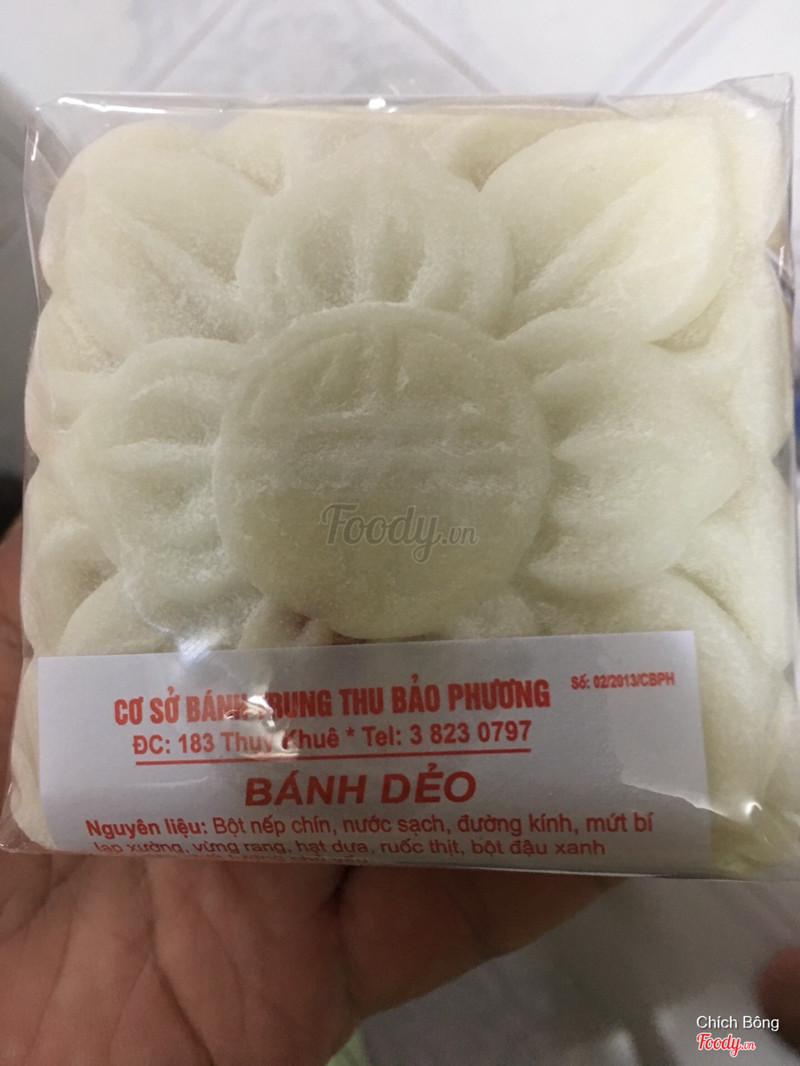 Foody.vn
CƠ SỞ BÁNH TRUNG THU BẢO PHƯƠNG
Số: 02/2013/CBPH
ĐC: 183 Thụy Khuê * Tel: 3 823 0797
BÁNH DẺO
Nguyên liệu: Bột nếp chín, nước sạch, đường kính, mứt bí
lạp xường, vừng rang, hạt dưa, ruốc thịt, bột đậu xanh
Chích Bông
Foody.vn